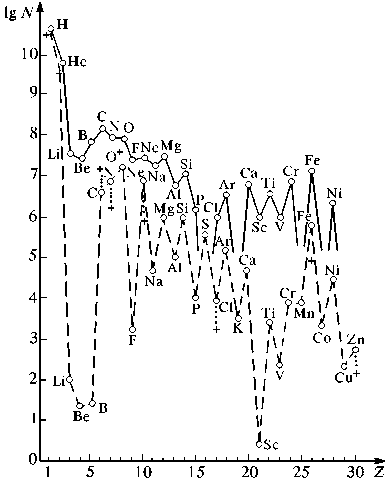 lg N
H
10
He
9
8
C N O
B
F Ne Mg
Li
Be
O+ N Ne Na Si
7
Al
Ca Ti Cr Fe
Ar
C
P
Cl
Ni
6
Mg Si
S
Sc V
Fe
Ar
5
Al
Ca
Na
Ni
4
P
Cl
K
Ti
Mn
3
F
Co
Zn
2
Li
V
Cu
1
Be B
Sc
0
1 5 10 15 20 25 30 Z